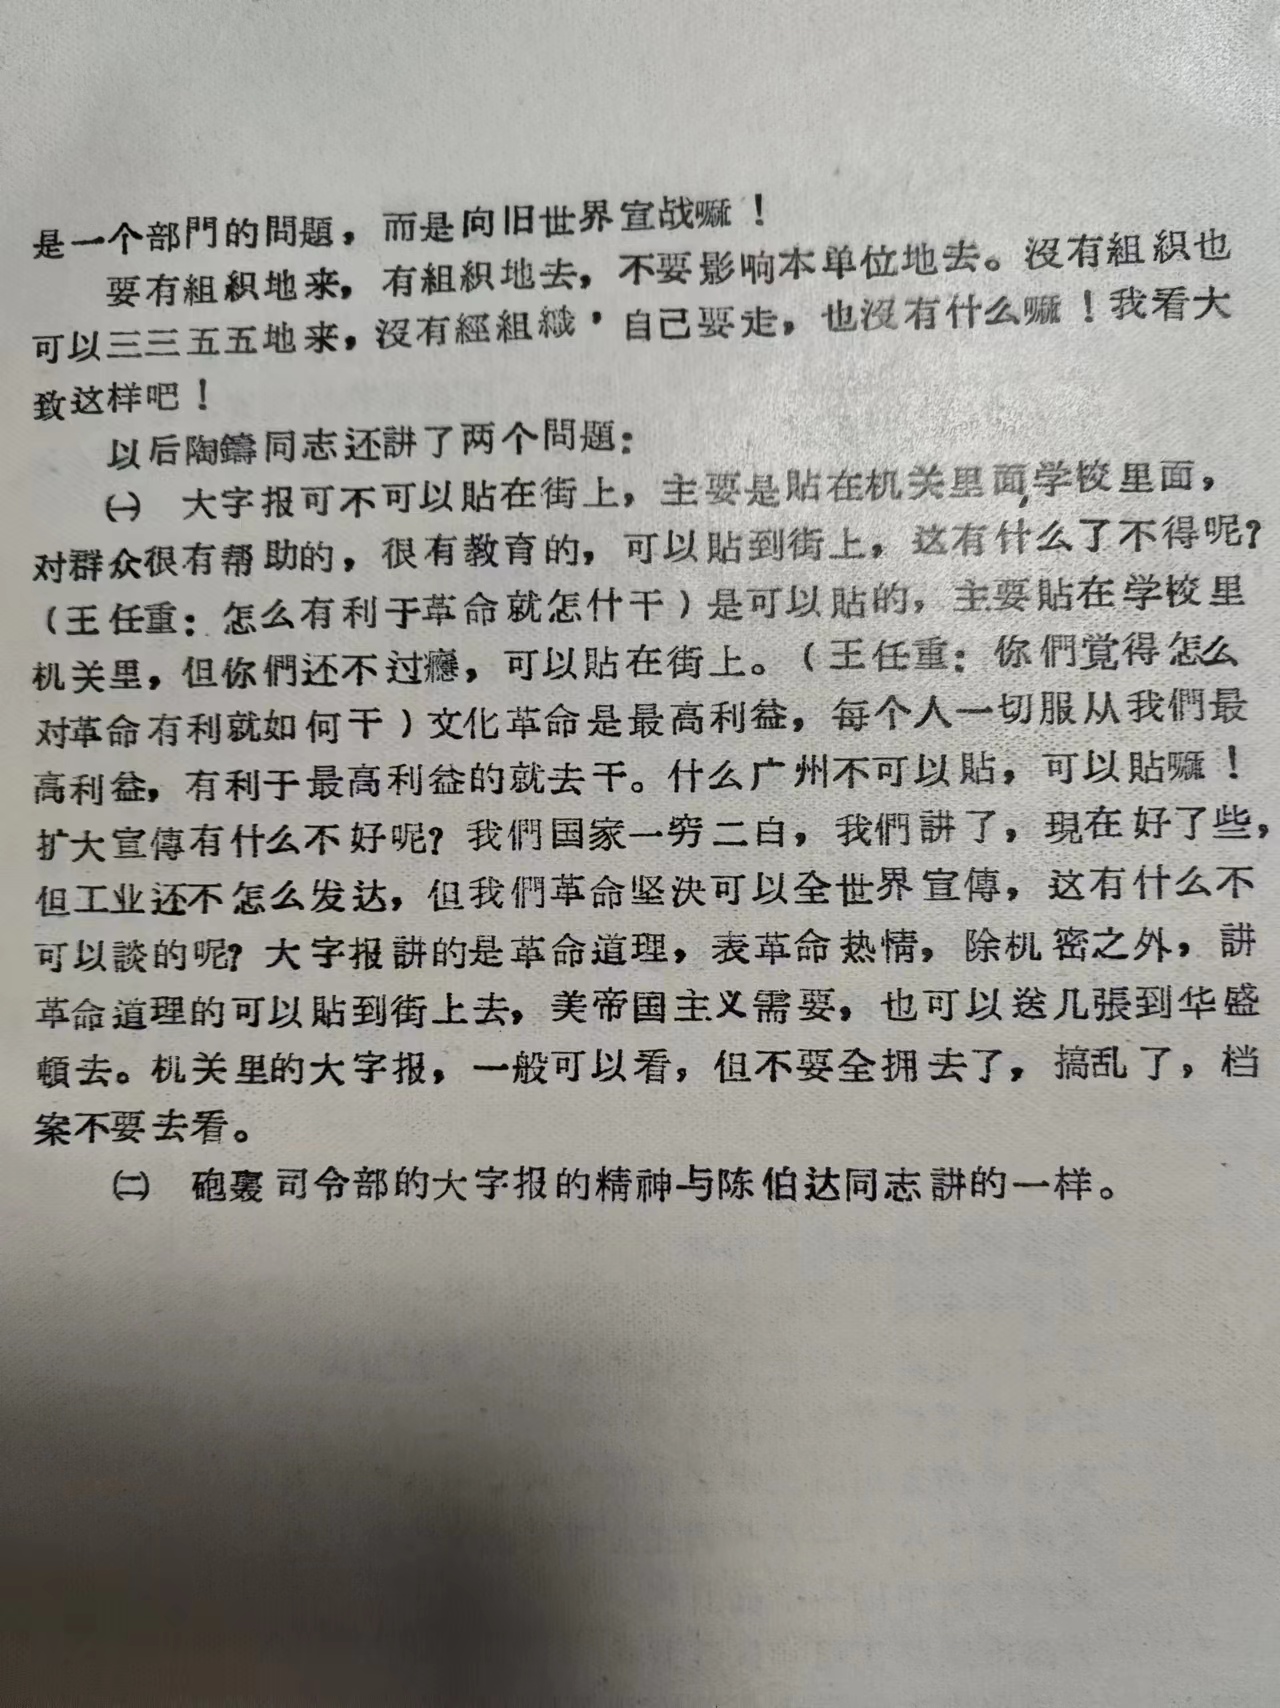 是一个部門的問題，而是向旧世界宣战嘛！
要有組織地来，有組织地去，不要影响本单位地去。沒有組织也
可以三三五五地来，沒有經組織，自己要走，也沒有什么嘛！我看大
致这样吧！
以后陶鑄同志还講了两个問題：
㈠ 大字报可不可以貼在街上，主要是貼在机关里面,学校里面，
对群众很有帮助的，很有教育的，可以貼到街上，这有什么了不得呢？
（王任重：怎么有利于革命就怎什干）是可以貼的，主要貼在学校里
机关里，但你們还不过癮，可以貼在街上。（王任重：你們覚得怎么
对革命有利就如何干）文化革命是最高利益，每个人一切服从我們最
高利益，有利于最高利益的就去干。什么广州不可以貼，可以貼嘛！
扩大宣傳有什么不好呢？我們国家一穷二白，我們講了，現在好了些，
但工业还不怎么发达，但我們革命坚决可以全世界宣傳，这有什么不
可以談的呢？大字报講的是革命道理，表革命热情，除机密之外，講
革命道理的可以貼到街上去，美帝国主义需要，也可以送几張到华盛
頓去。机关里的大字报，一般可以看，但不要全拥去了，搞乱了，档
案不要去看。
㈡ 砲轰司令部的大字报的精神与陈伯达同志講的一样。